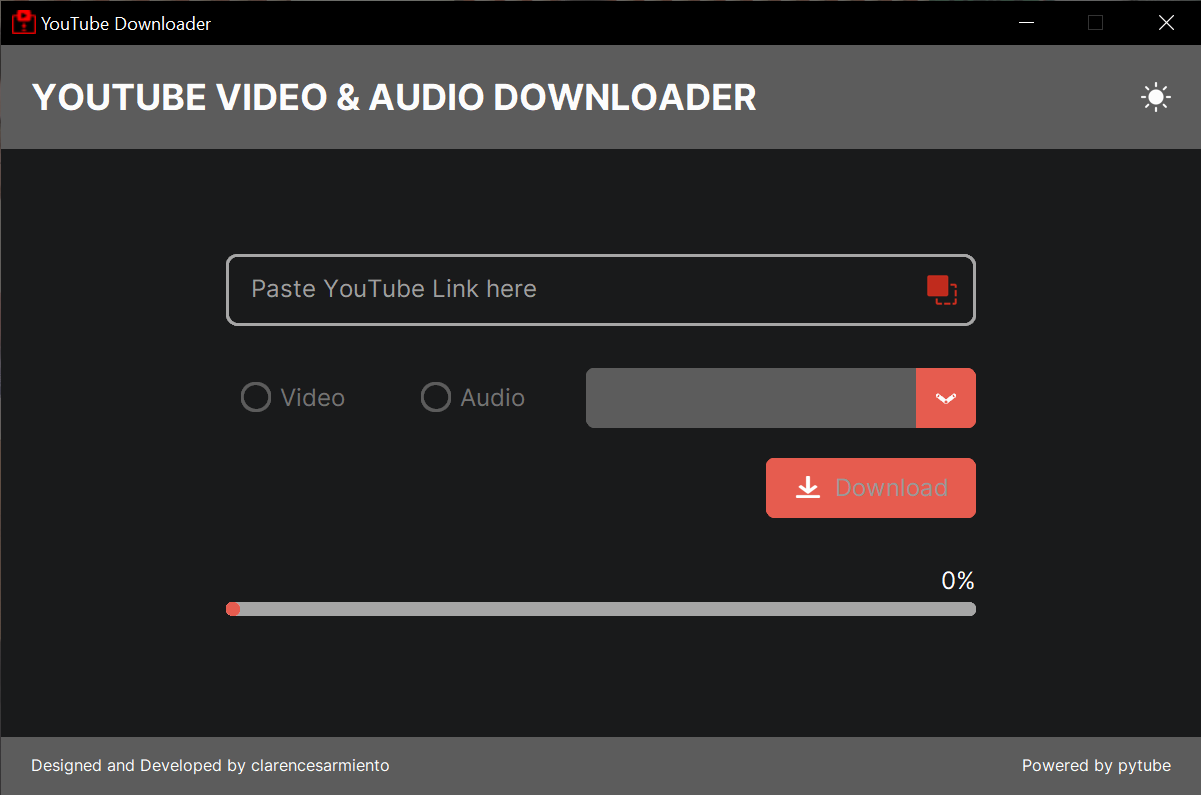 YouTube Downloader
YOUTUBE VIDEO & AUDIO DOWNLOADER
Paste YouTube Link here
Video
Audio
Download
0%
Designed and Developed by clarencesarmiento
Powered by pytube